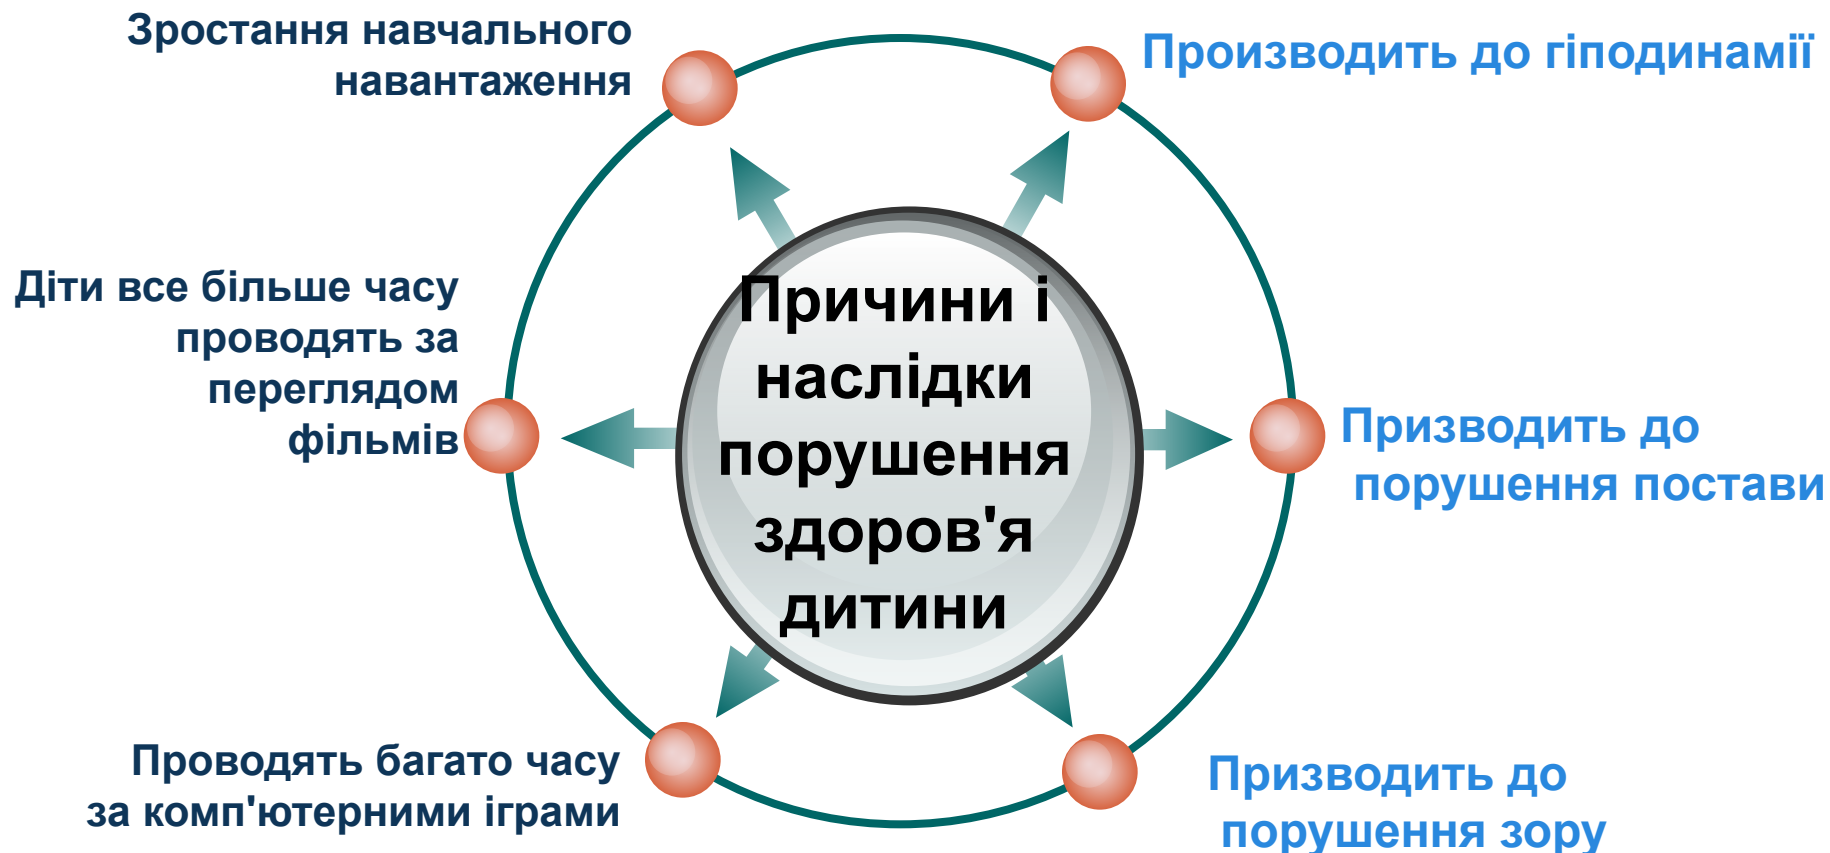 Зростання навчального
навантаження
Производить до гіподинамії
Діти все більше часу
проводять за
переглядом
фільмів
Причини і
наслідки
порушення
здоров'я
дитини
Призводить до
порушення постави
Проводять багато часу
за комп'ютерними іграми
Призводить до
порушення зору